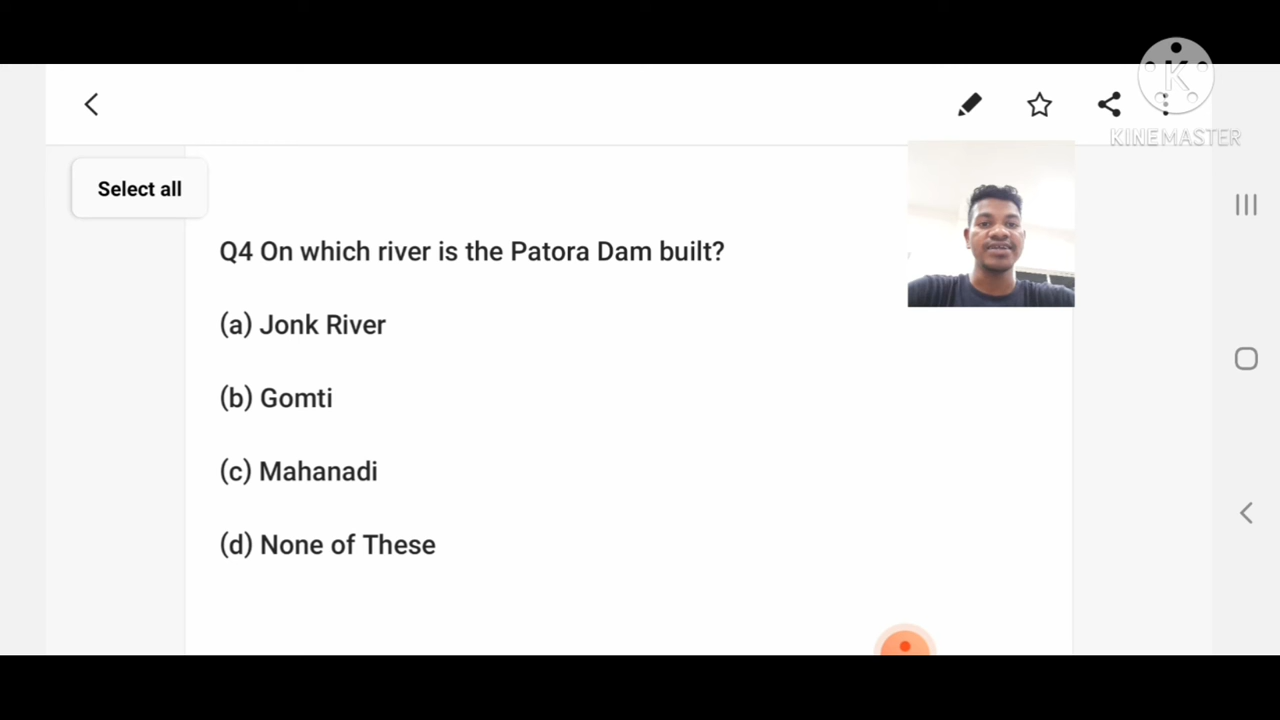 K
KINEMASTER
Select all
Q4 On which river is the Patora Dam built?
(a) Jonk River
(b) Gomti
(c) Mahanadi
(d) None of These